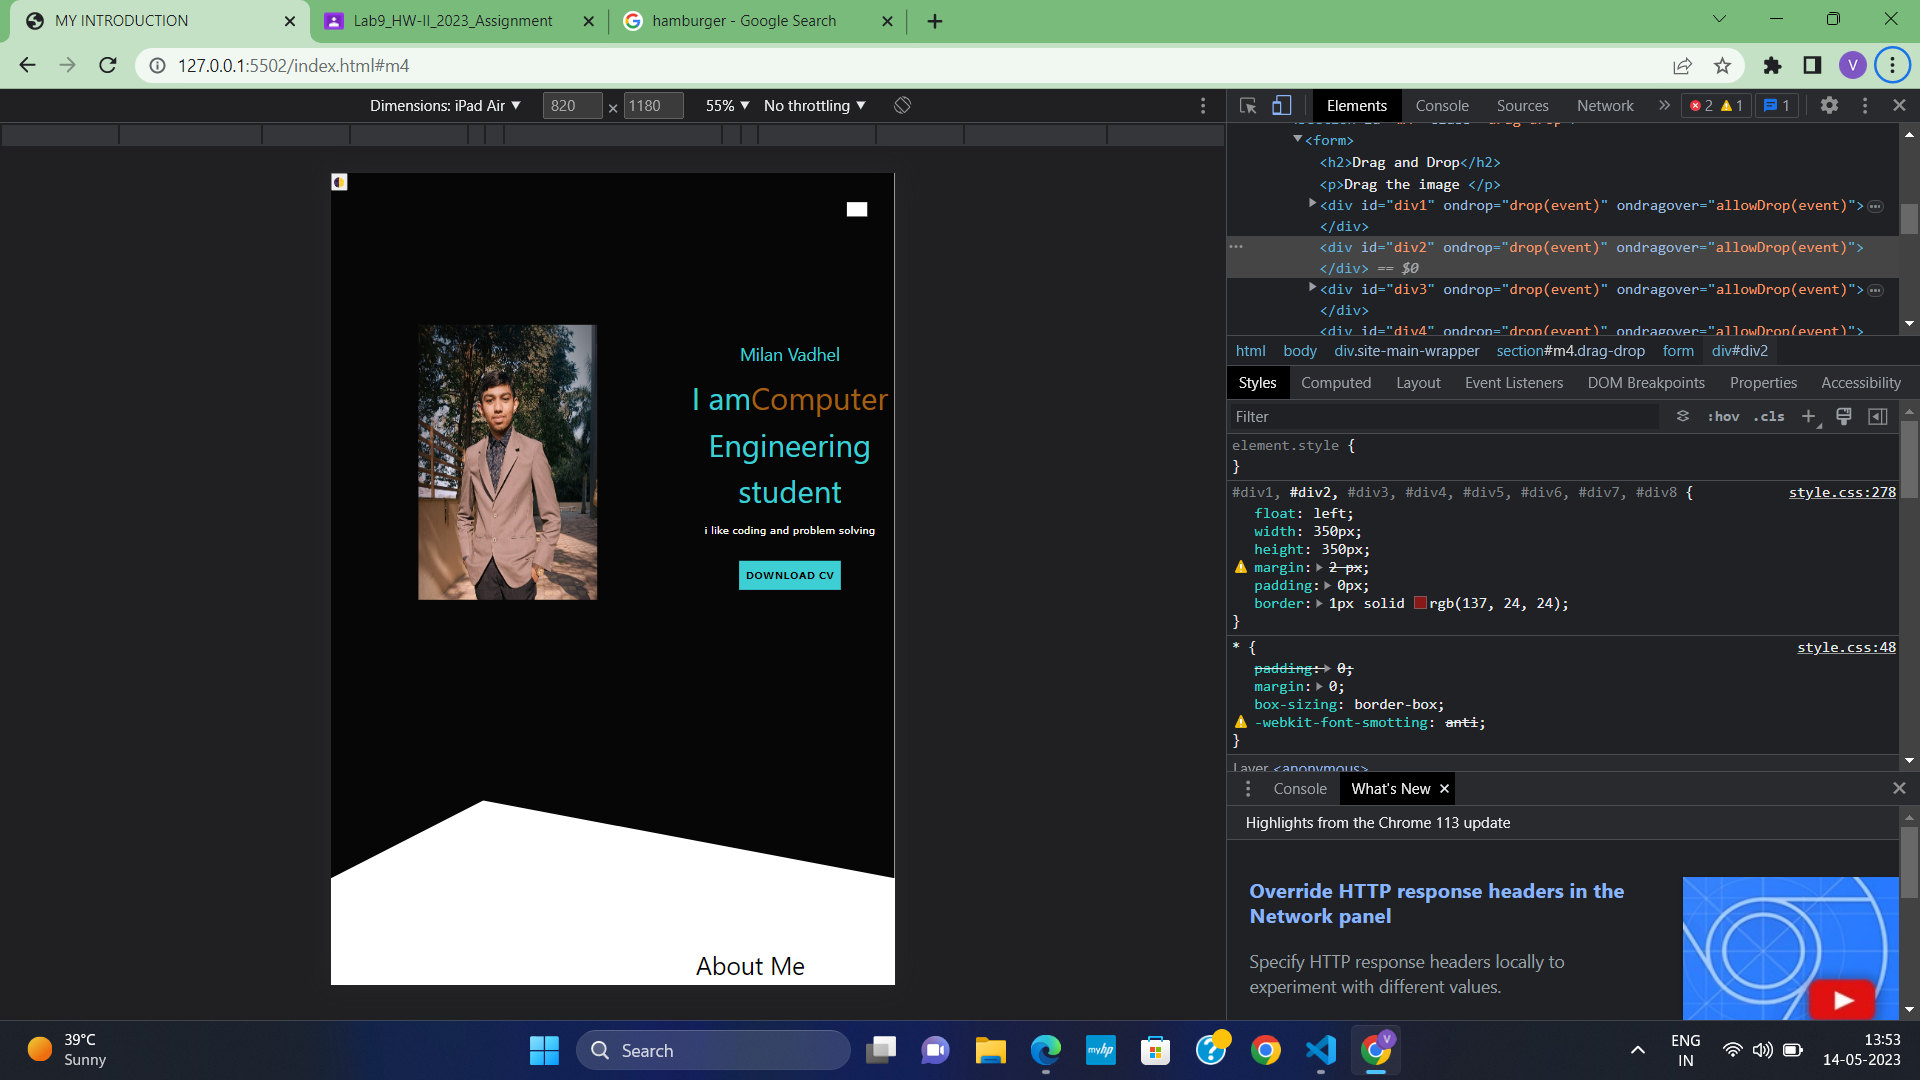 MY INTRODUCTION
Lab9_HW-II_2023_Assignment
hamburger - Google Search
127.0.0.1:5502/index.html#m4
V
Dimensions: iPad Air ▼ 820 × 1180 55% ▼ No throttling ▼
Milan Vadhel
I amComputer
Engineering
student
i like coding and problem solving
DOWNLOAD CV
About Me
Elements Console Sources Network » 2 1 1
<form>
<h2>Drag and Drop</h2>
<p>Drag the image </p>
<div id="div1" ondrop="drop(event)" ondragover="allowDrop(event)">
</div>
<div id="div2" ondrop="drop(event)" ondragover="allowDrop(event)">
</div> == $0
<div id="div3" ondrop="drop(event)" ondragover="allowDrop(event)">
</div>
<div id="div4" ondrop="drop(event)" ondragover="allowDrop(event)">
html body div.site-main-wrapper section#m4.drag-drop form div#div2
Styles Computed Layout Event Listeners DOM Breakpoints Properties Accessibility
Filter :hov .cls
element.style {
}
#div1, #div2, #div3, #div4, #div5, #div6, #div7, #div8 { style.css:278
float: left;
width: 350px;
height: 350px;
margin: 2 px;
padding: 0px;
border: 1px solid rgb(137, 24, 24);
}
* { style.css:48
padding: 0;
margin: 0;
box-sizing: border-box;
-webkit-font-smotting: anti;
}
Layer <anonymous>
Console What's New
Highlights from the Chrome 113 update
Override HTTP response headers in the
Network panel
Specify HTTP response headers locally to
experiment with different values.
39°C
Sunny
Search
myhp
V
ENG
IN
13:53
14-05-2023